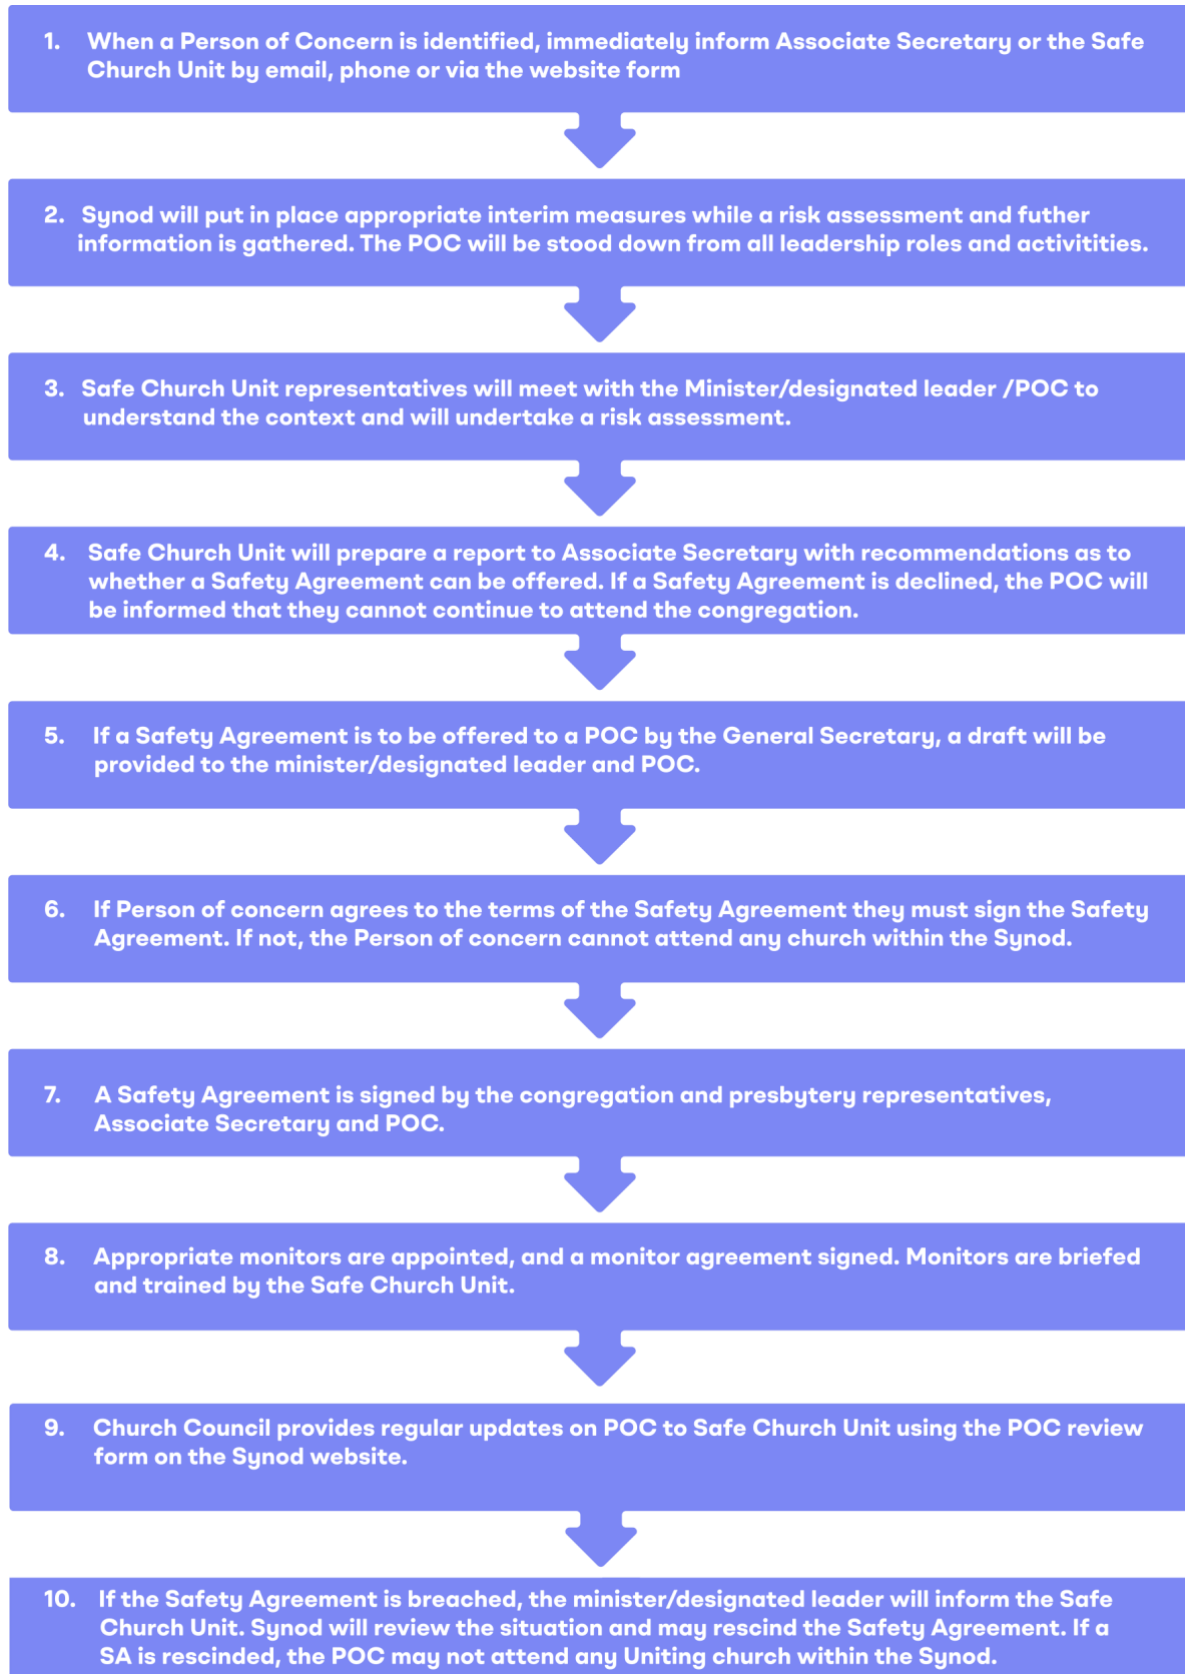 1. When a Person of Concern is identified, immediately inform Associate Secretary or the Safe
Church Unit by email, phone or via the website form
2. Synod will put in place appropriate interim measures while a risk assessment and futher
information is gathered. The POC will be stood down from all leadership roles and activitities.
3. Safe Church Unit representatives will meet with the Minister/designated leader /POC to
understand the context and will undertake a risk assessment.
4. Safe Church Unit will prepare a report to Associate Secretary with recommendations as to
whether a Safety Agreement can be offered. If a Safety Agreement is declined, the POC will
be informed that they cannot continue to attend the congregation.
5. If a Safety Agreement is to be offered to a POC by the General Secretary, a draft will be
provided to the minister/designated leader and POC.
6. If Person of concern agrees to the terms of the Safety Agreement they must sign the Safety
Agreement. If not, the Person of concern cannot attend any church within the Synod.
7. A Safety Agreement is signed by the congregation and presbytery representatives,
Associate Secretary and POC.
8. Appropriate monitors are appointed, and a monitor agreement signed. Monitors are briefed
and trained by the Safe Church Unit.
9. Church Council provides regular updates on POC to Safe Church Unit using the POC review
form on the Synod website.
10. If the Safety Agreement is breached, the minister/designated leader will inform the Safe
Church Unit. Synod will review the situation and may rescind the Safety Agreement. If a
SA is rescinded, the POC may not attend any Uniting church within the Synod.